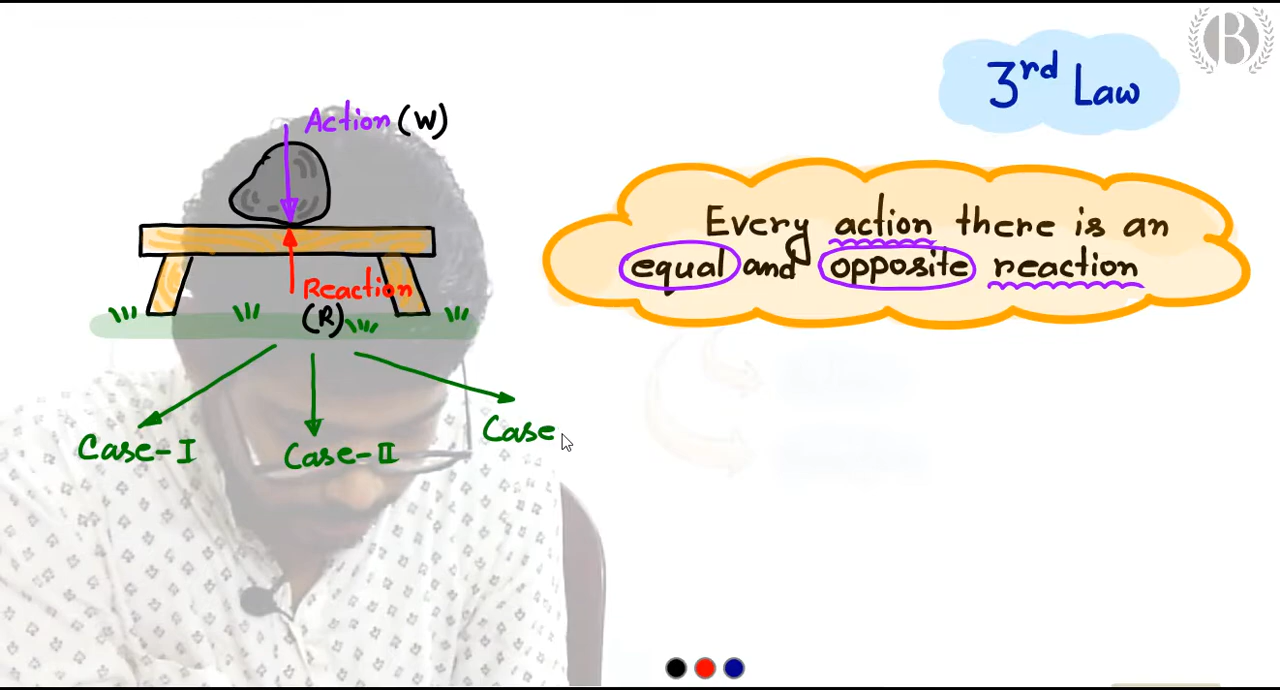 3rd Law
Action (W)
Every action there is an
equal and opposite reaction
Reaction
(R)
Case-I
Case-II
Case
B